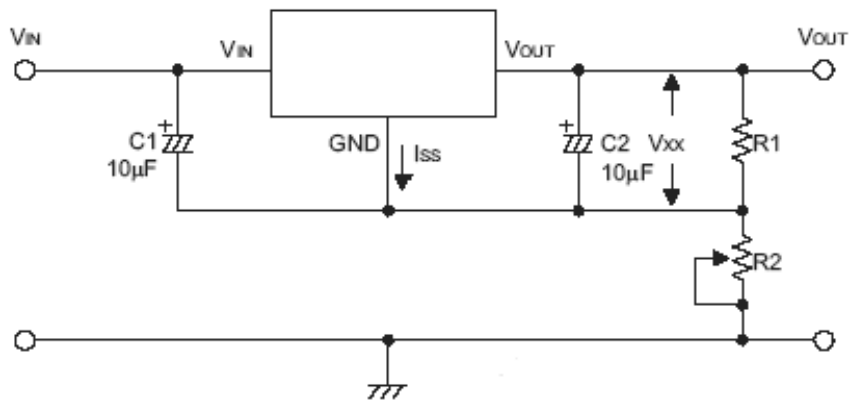 VIN
VIN
VOUT
VOUT
+
C1
10µF
GND
ISS
+
C2
10µF
VXX
R1
R2